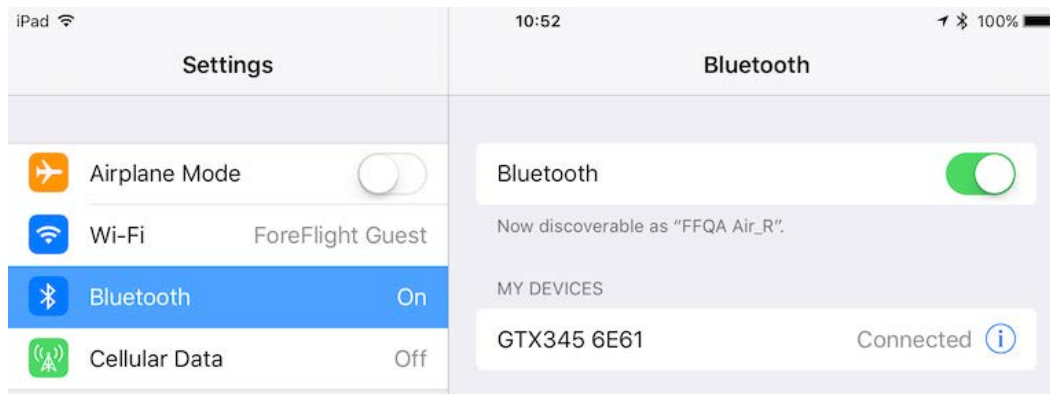 iPad 10:52 100%
Settings
Bluetooth
Airplane Mode
Wi-Fi ForeFlight Guest
Bluetooth On
Cellular Data Off
Bluetooth
Now discoverable as “FFQA Air_R”.
MY DEVICES
GTX345 6E61 Connected